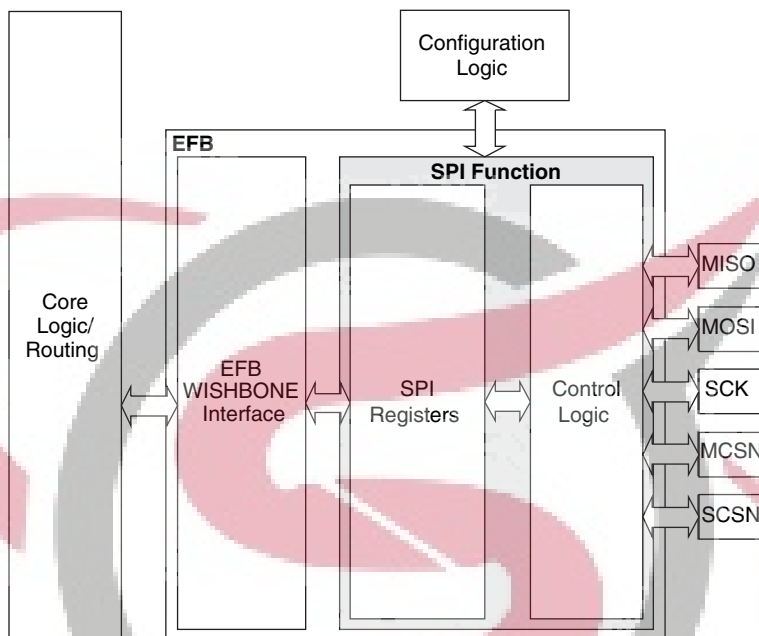 Configuration
Logic
EFB
SPI Function
MISO
Core
Logic/
Routing
MOSI
EFB
WISHBONE
Interface
SPI
Registers
Control
Logic
SCK
MCSN
SCSN